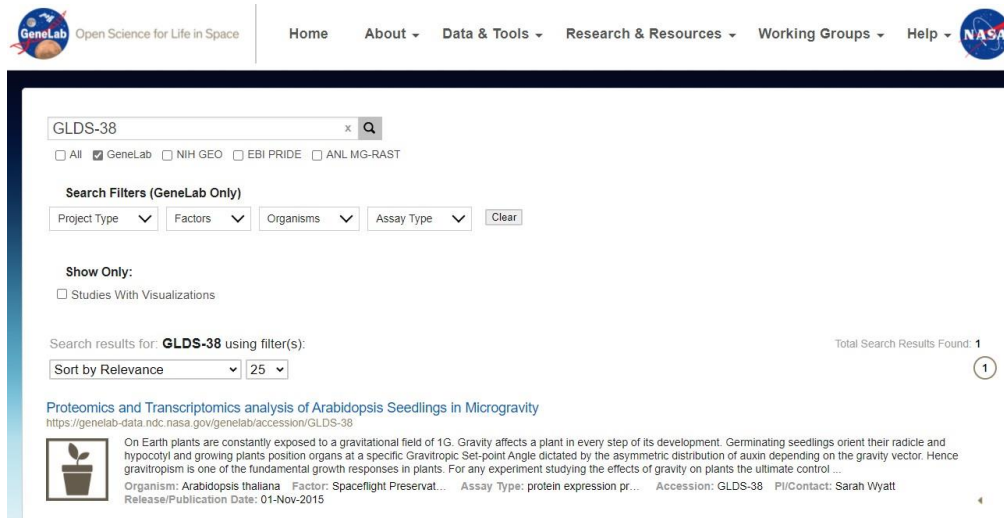 GeneLab Open Science for Life in Space Home About Data & Tools Research & Resources Working Groups Help NASA
GLDS-38 x
All GeneLab NIH GEO EBI PRIDE ANL MG-RAST
Search Filters (GeneLab Only)
Project Type Factors Organisms Assay Type Clear
Show Only:
Studies With Visualizations
Search results for: GLDS-38 using filter(s): Total Search Results Found: 1
Sort by Relevance 25 1
Proteomics and Transcriptomics analysis of Arabidopsis Seedlings in Microgravity
https://genelab-data.ndc.nasa.gov/genelab/accession/GLDS-38
On Earth plants are constantly exposed to a gravitational field of 1G. Gravity affects a plant in every step of its development. Germinating seedlings orient their radicle and
hypocotyl and growing plants position organs at a specific Gravitropic Set-point Angle dictated by the asymmetric distribution of auxin depending on the gravity vector. Hence
gravitropism is one of the fundamental growth responses in plants. For any experiment studying the effects of gravity on plants the ultimate control ...
Organism: Arabidopsis thaliana Factor: Spaceflight Preservat... Assay Type: protein expression pr... Accession: GLDS-38 PI/Contact: Sarah Wyatt
Release/Publication Date: 01-Nov-2015